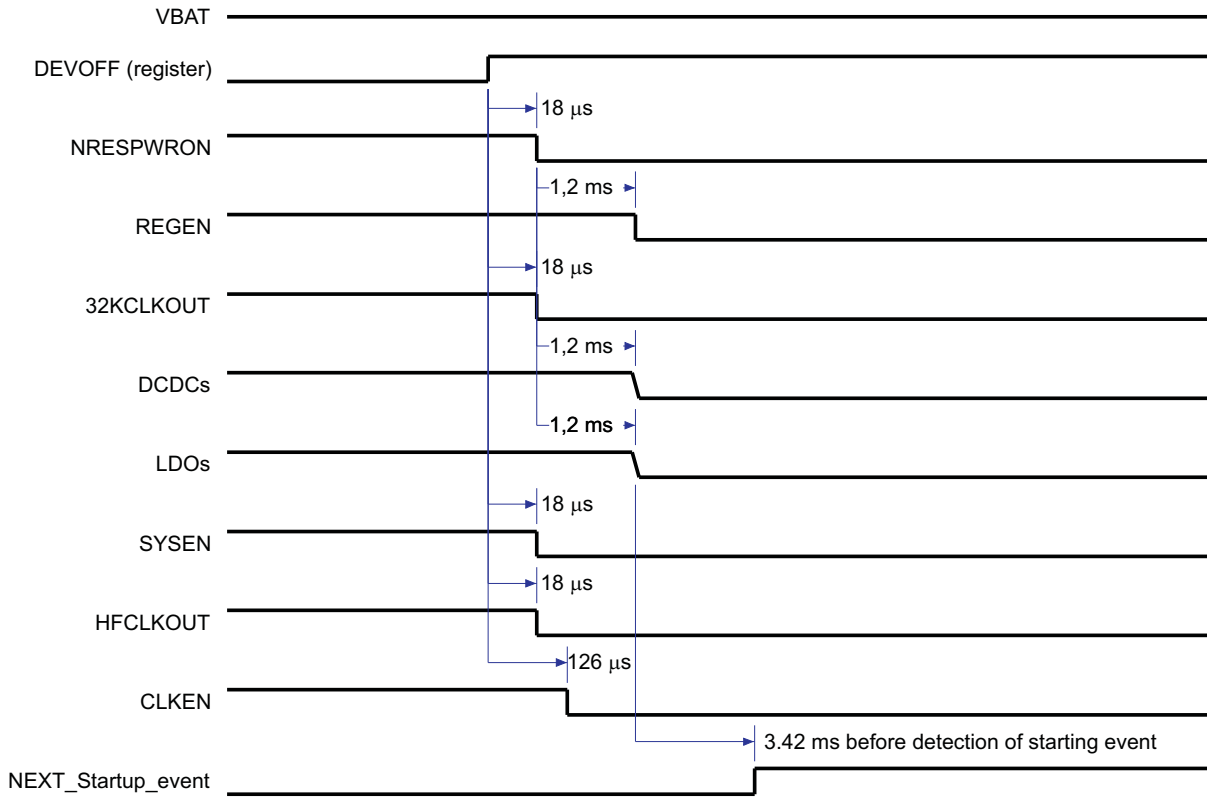 VBAT
DEVOFF (register)
18 μs
NRESPWRON
1,2 ms
REGEN
18 μs
32KCLKOUT
1,2 ms
DCDCs
1,2 ms
LDOs
18 μs
SYSEN
18 μs
HFCLKOUT
126 μs
CLKEN
3.42 ms before detection of starting event
NEXT_Startup_event